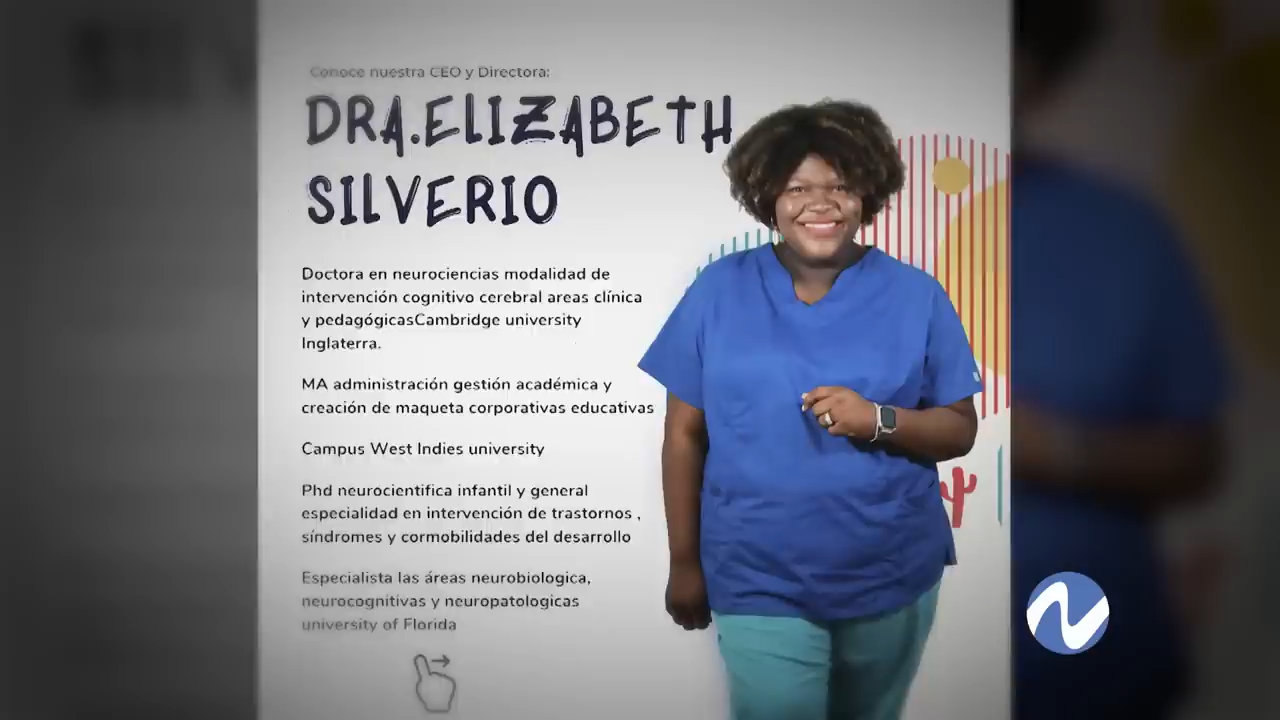 Conoce nuestra CEO y Directora:
DRA.ELIZABETH
SILVERIO
Doctora en neurociencias modalidad de
intervención cognitivo cerebral areas clínica
y pedagógicasCambridge university
Inglaterra.
MA administración gestión académica y
creación de maqueta corporativas educativas
Campus West Indies university
Phd neurocientifica infantil y general
especialidad en intervención de trastornos ,
síndromes y cormobilidades del desarrollo
Especialista las áreas neurobiologica,
neurocognitivas y neuropatologicas
university of Florida